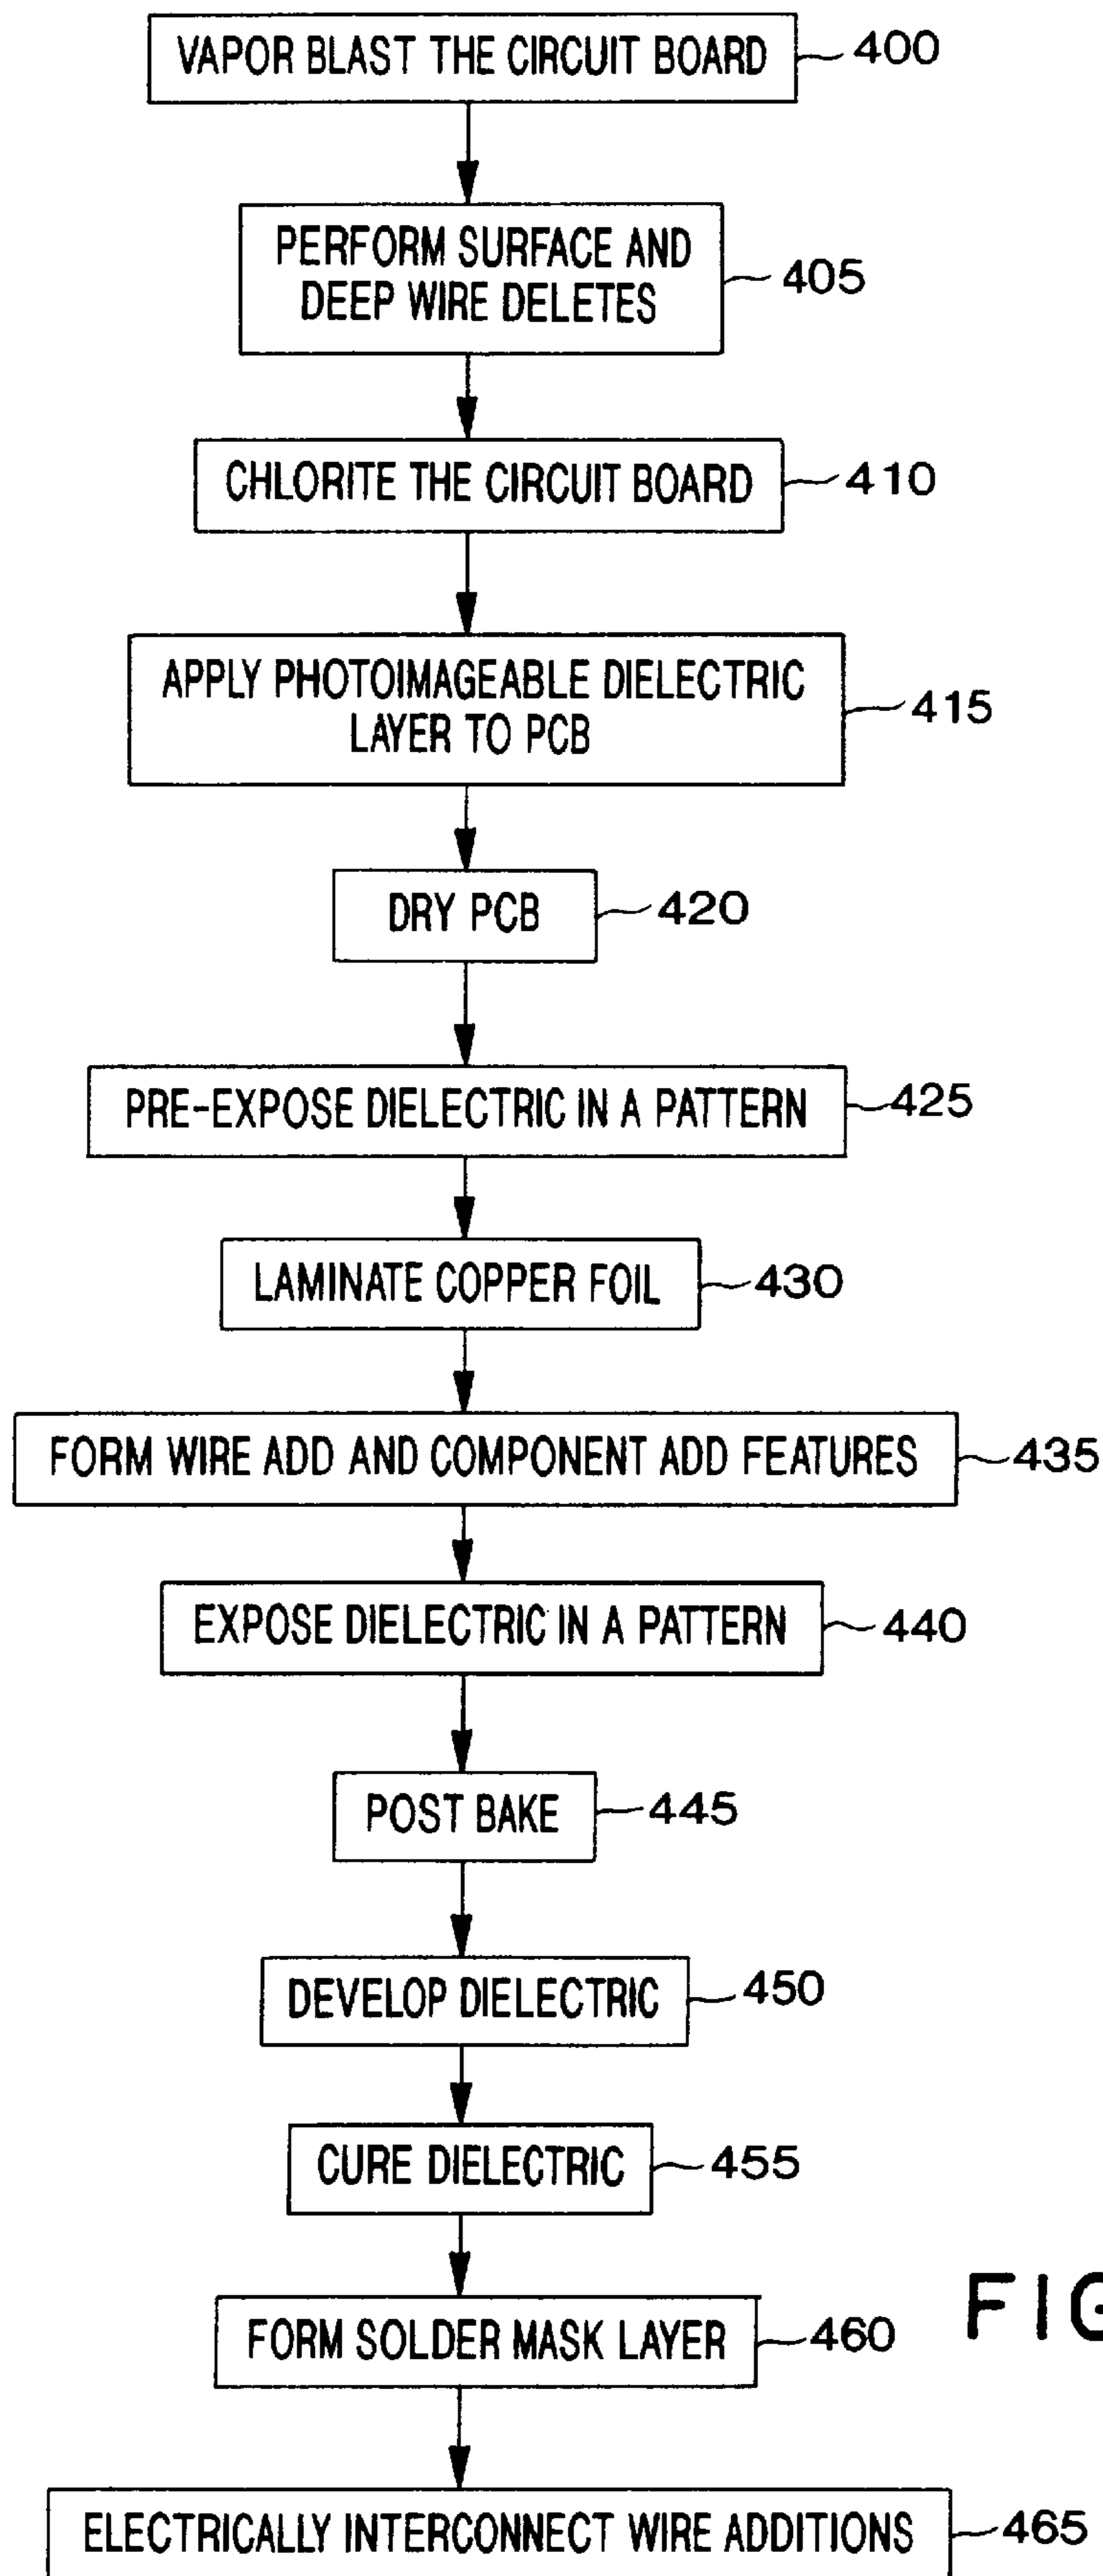 VAPOR BLAST THE CIRCUIT BOARD 400
PERFORM SURFACE AND
DEEP WIRE DELETES 405
CHLORITE THE CIRCUIT BOARD 410
APPLY PHOTOIMAGEABLE DIELECTRIC
LAYER TO PCB 415
DRY PCB 420
PRE-EXPOSE DIELECTRIC IN A PATTERN 425
LAMINATE COPPER FOIL 430
FORM WIRE ADD AND COMPONENT ADD FEATURES 435
EXPOSE DIELECTRIC IN A PATTERN 440
POST BAKE 445
DEVELOP DIELECTRIC 450
CURE DIELECTRIC 455
FORM SOLDER MASK LAYER 460
ELECTRICALLY INTERCONNECT WIRE ADDITIONS 465